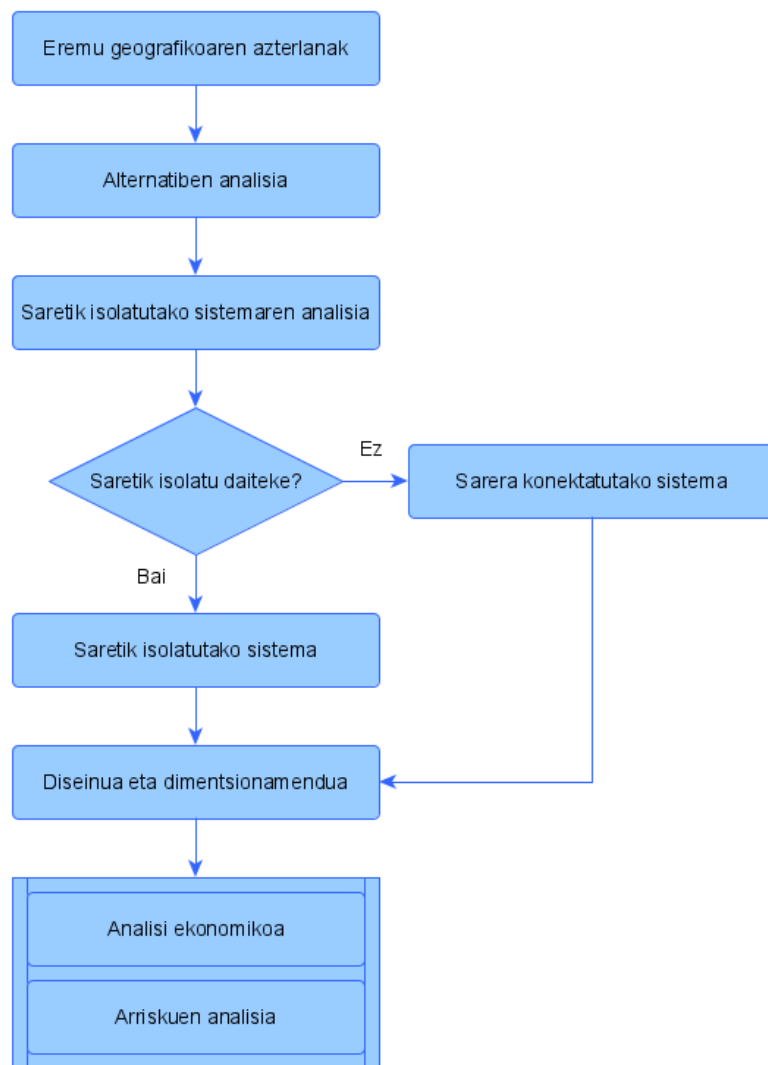 Eremu geografikoaren azterlanak
Alternatiben analisia
Saretik isolatutako sistemaren analisia
Saretik isolatu daiteke?
Ez
Sarera konektatutako sistema
Bai
Saretik isolatutako sistema
Diseinua eta dimentsionamendua
Analisi ekonomikoa
Arriskuen analisia